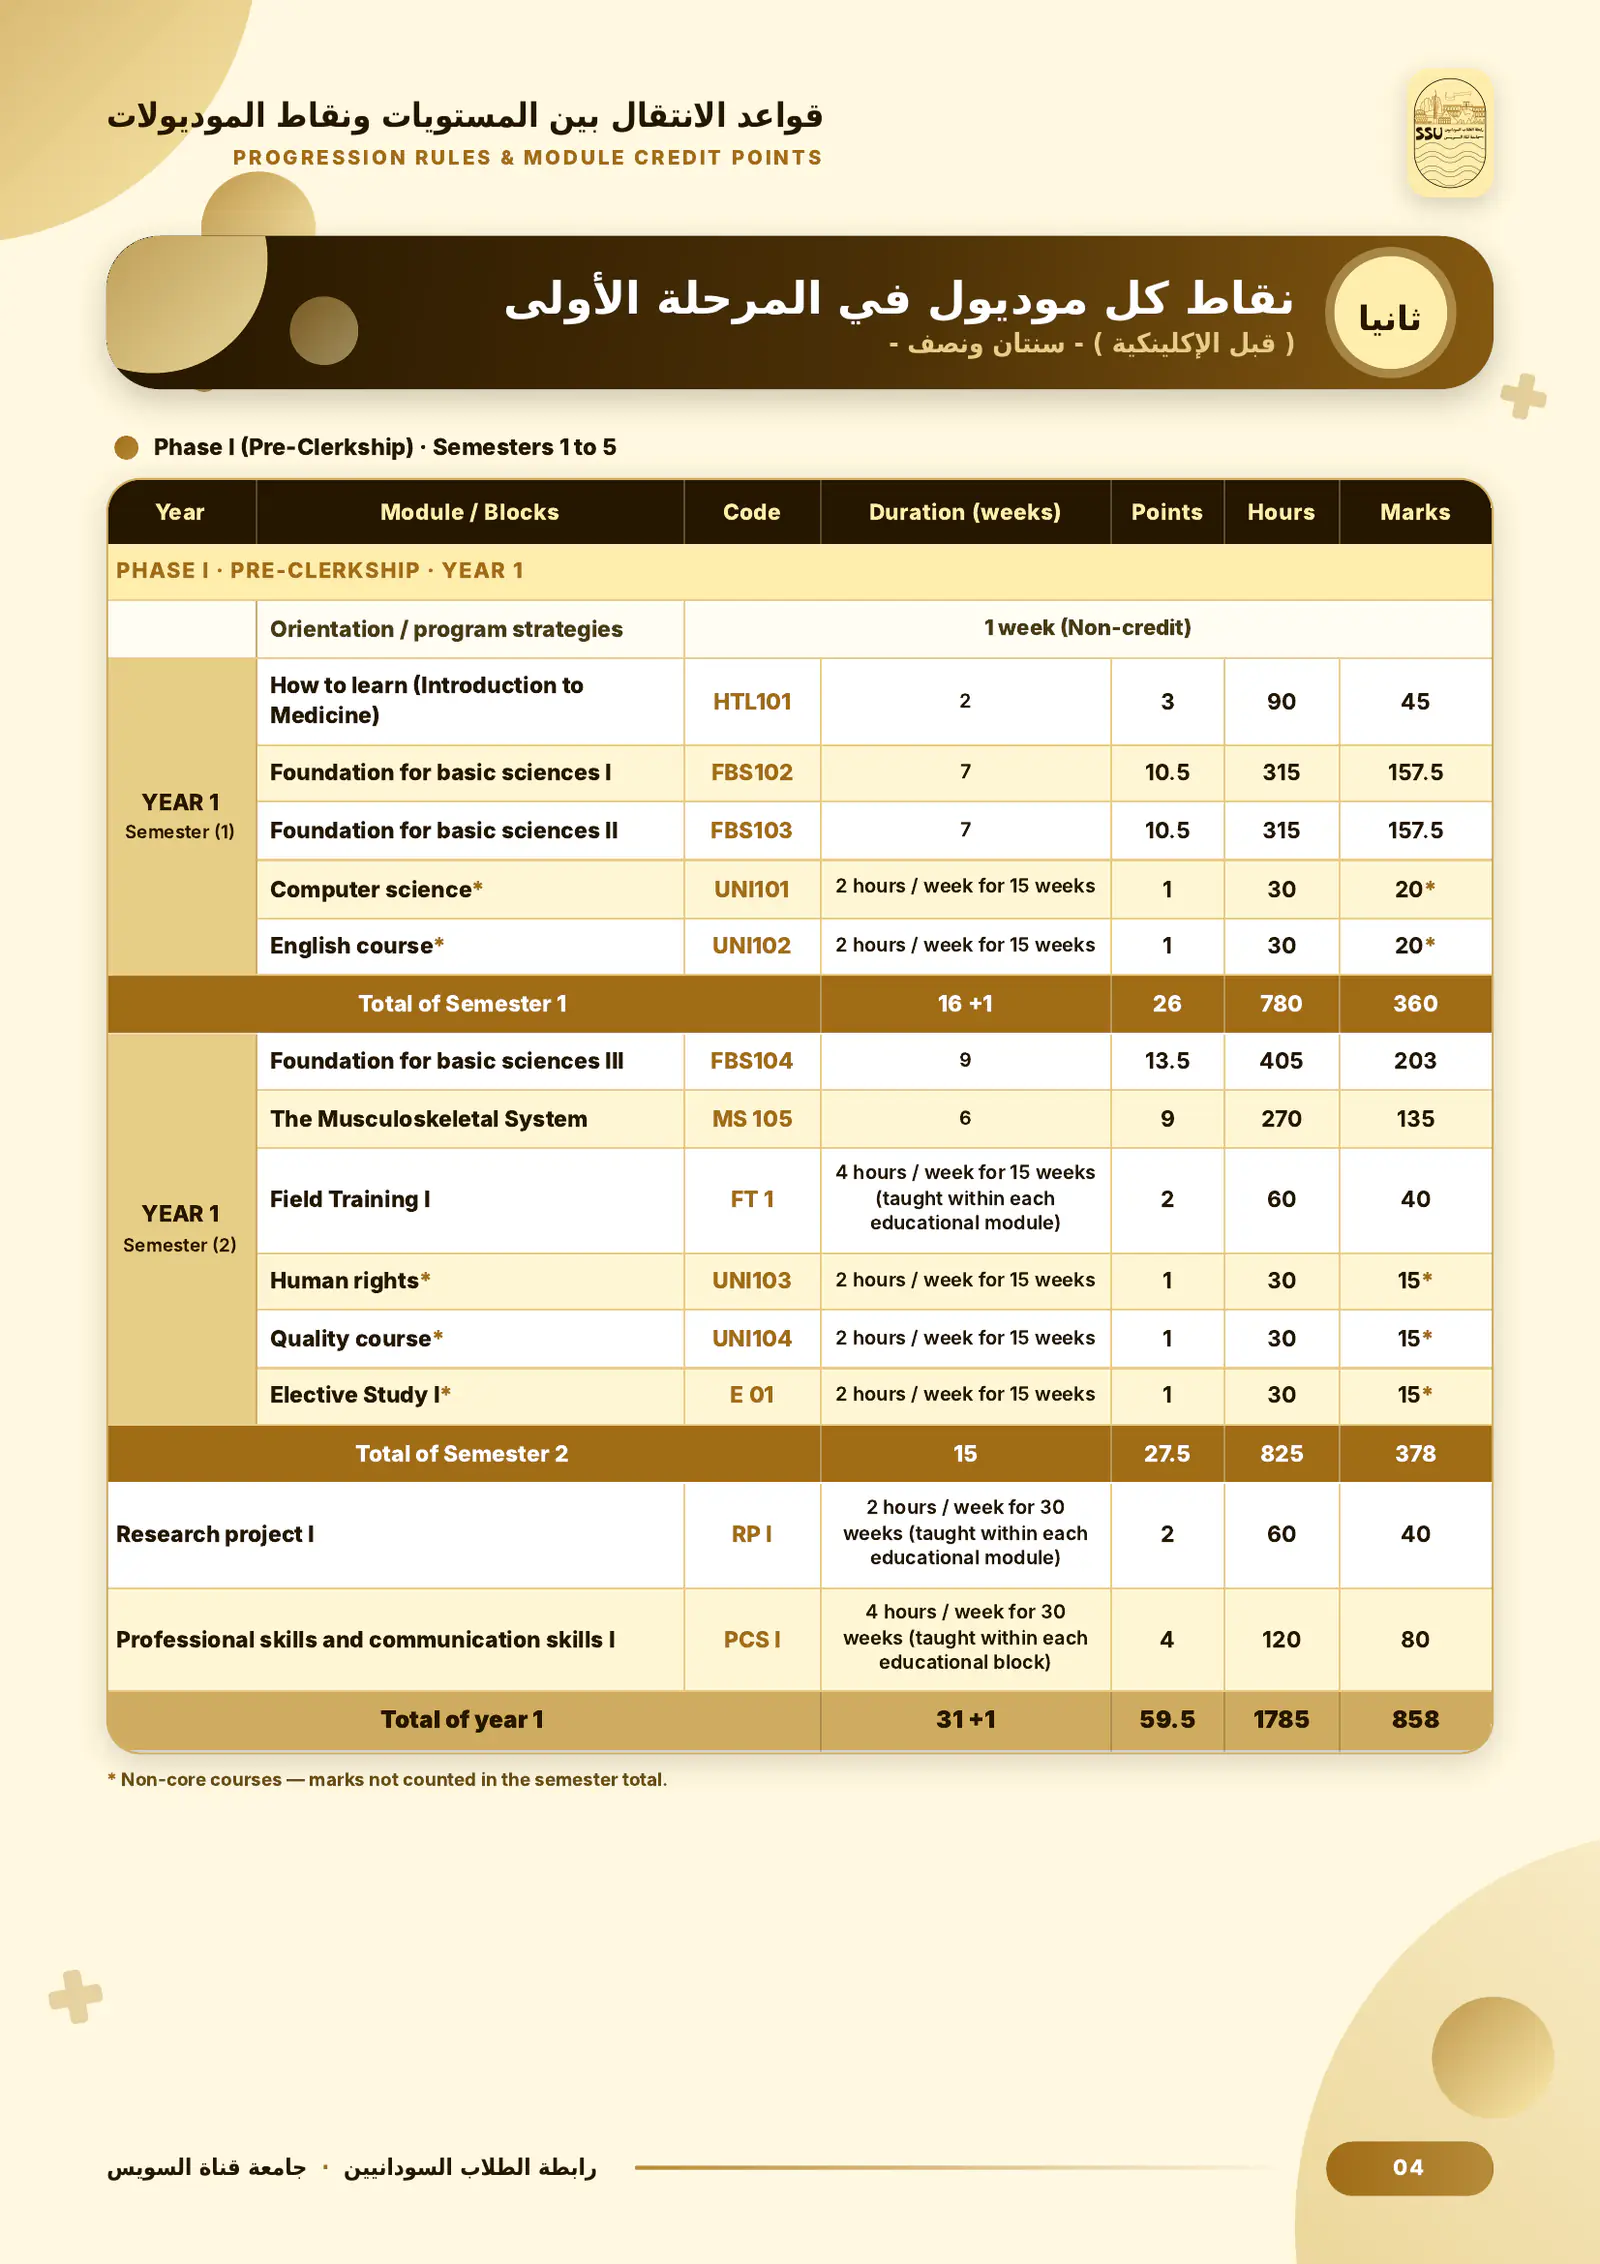 قواعد الانتقال بين المستويات ونقاط الموديولات
PROGRESSION RULES & MODULE CREDIT POINTS
SSU
رابطة الطلاب السودانيين
جامعة قناة السويس
ثانيا
نقاط كل موديول في المرحلة الأولى
( قبل الإكلينكية ) - سنتان ونصف -
Phase I (Pre-Clerkship) · Semesters 1 to 5
Year Module / Blocks Code Duration (weeks) Points Hours Marks
PHASE I · PRE-CLERKSHIP · YEAR 1
Orientation / program strategies 1 week (Non-credit)
YEAR 1
Semester (1)
How to learn (Introduction to
Medicine) HTL101 2 3 90 45
Foundation for basic sciences I FBS102 7 10.5 315 157.5
Foundation for basic sciences II FBS103 7 10.5 315 157.5
Computer science* UNI101 2 hours / week for 15 weeks 1 30 20*
English course* UNI102 2 hours / week for 15 weeks 1 30 20*
Total of Semester 1 16 +1 26 780 360
YEAR 1
Semester (2)
Foundation for basic sciences III FBS104 9 13.5 405 203
The Musculoskeletal System MS 105 6 9 270 135
Field Training I FT 1 4 hours / week for 15 weeks
(taught within each
educational module) 2 60 40
Human rights* UNI103 2 hours / week for 15 weeks 1 30 15*
Quality course* UNI104 2 hours / week for 15 weeks 1 30 15*
Elective Study I* E 01 2 hours / week for 15 weeks 1 30 15*
Total of Semester 2 15 27.5 825 378
Research project I RP I 2 hours / week for 30
weeks (taught within each
educational module) 2 60 40
Professional skills and communication skills I PCS I 4 hours / week for 30
weeks (taught within each
educational block) 4 120 80
Total of year 1 31 +1 59.5 1785 858
* Non-core courses — marks not counted in the semester total.
رابطة الطلاب السودانيين · جامعة قناة السويس
04